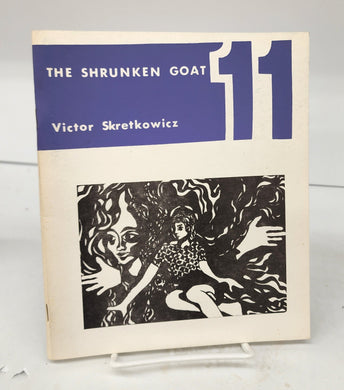 THE SHRUNKEN GOAT
11
Victor Skretkowicz